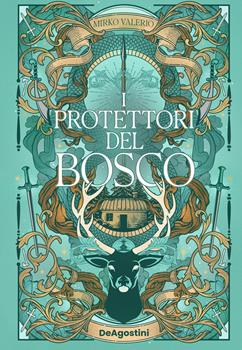 MIRKO VALERIO
I
PROTETTORI
DEL
BOSCO
DeAgostini